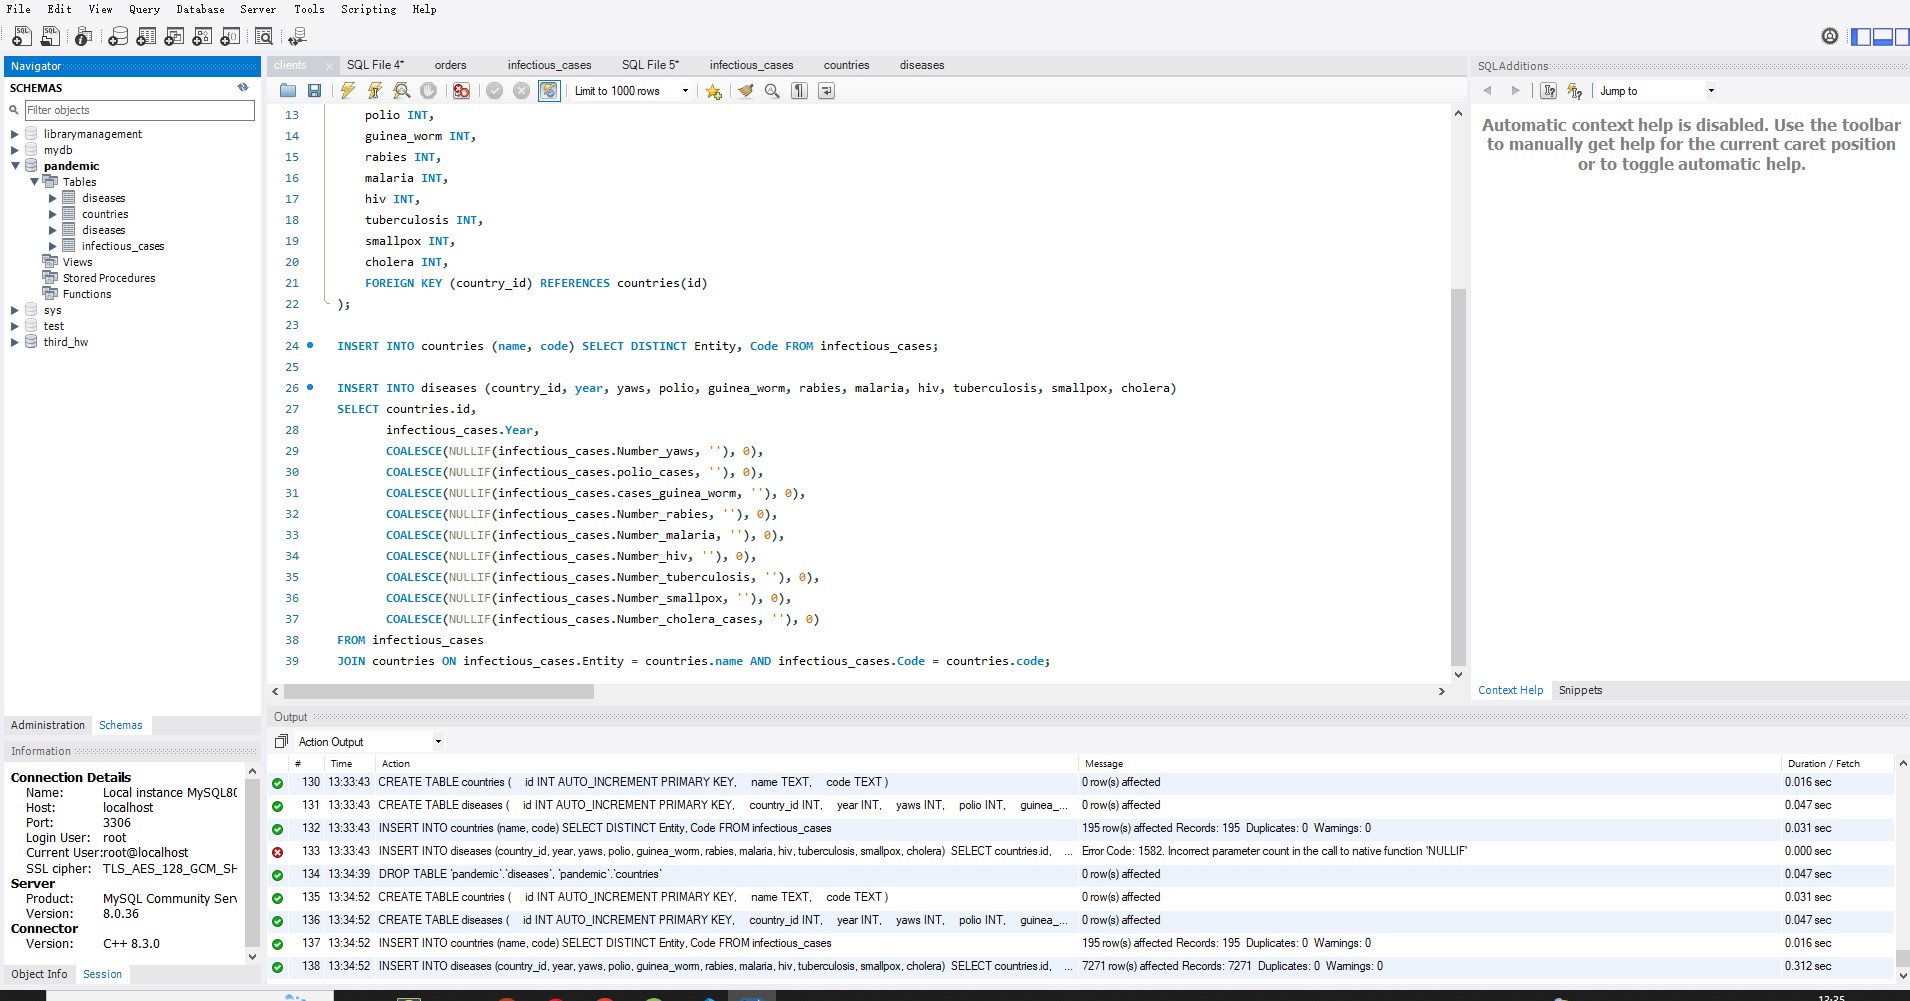 File Edit View Query Database Server Tools Scripting Help
Navigator
SCHEMAS
Filter objects
librarymanagement
mydb
pandemic
Tables
diseases
countries
diseases
infectious_cases
Views
Stored Procedures
Functions
sys
test
third_hw
Administration Schemas
Information
Connection Details
Name: Local instance MySQL80
Host: localhost
Port: 3306
Login User: root
Current User: root@localhost
SSL cipher: TLS_AES_128_GCM_SH
Server
Product: MySQL Community Serv
Version: 8.0.36
Connector
Version: C++ 8.3.0
Object Info Session
clients SQL File 4* orders infectious_cases SQL File 5* infectious_cases countries diseases
Limit to 1000 rows
13 polio INT,
14 guinea_worm INT,
15 rabies INT,
16 malaria INT,
17 hiv INT,
18 tuberculosis INT,
19 smallpox INT,
20 cholera INT,
21 FOREIGN KEY (country_id) REFERENCES countries(id)
22 );
23
24 INSERT INTO countries (name, code) SELECT DISTINCT Entity, Code FROM infectious_cases;
25
26 INSERT INTO diseases (country_id, year, yaws, polio, guinea_worm, rabies, malaria, hiv, tuberculosis, smallpox, cholera)
27 SELECT countries.id,
28 infectious_cases.Year,
29 COALESCE(NULLIF(infectious_cases.Number_yaws, ''), 0),
30 COALESCE(NULLIF(infectious_cases.polio_cases, ''), 0),
31 COALESCE(NULLIF(infectious_cases.cases_guinea_worm, ''), 0),
32 COALESCE(NULLIF(infectious_cases.Number_rabies, ''), 0),
33 COALESCE(NULLIF(infectious_cases.Number_malaria, ''), 0),
34 COALESCE(NULLIF(infectious_cases.Number_hiv, ''), 0),
35 COALESCE(NULLIF(infectious_cases.Number_tuberculosis, ''), 0),
36 COALESCE(NULLIF(infectious_cases.Number_smallpox, ''), 0),
37 COALESCE(NULLIF(infectious_cases.Number_cholera_cases, ''), 0)
38 FROM infectious_cases
39 JOIN countries ON infectious_cases.Entity = countries.name AND infectious_cases.Code = countries.code;
SQLAdditions
Jump to
Automatic context help is disabled. Use the toolbar
to manually get help for the current caret position
or to toggle automatic help.
Context Help Snippets
Output
Action Output
# Time Action Message Duration / Fetch
130 13:33:43 CREATE TABLE countries ( id INT AUTO_INCREMENT PRIMARY KEY, name TEXT, code TEXT ) 0 row(s) affected 0.016 sec
131 13:33:43 CREATE TABLE diseases ( id INT AUTO_INCREMENT PRIMARY KEY, country_id INT, year INT, yaws INT, polio INT, guinea_... 0 row(s) affected 0.047 sec
132 13:33:43 INSERT INTO countries (name, code) SELECT DISTINCT Entity, Code FROM infectious_cases 195 row(s) affected Records: 195 Duplicates: 0 Warnings: 0 0.031 sec
133 13:33:43 INSERT INTO diseases (country_id, year, yaws, polio, guinea_worm, rabies, malaria, hiv, tuberculosis, smallpox, cholera) SELECT countries.id, ... Error Code: 1582. Incorrect parameter count in the call to native function 'NULLIF' 0.000 sec
134 13:34:39 DROP TABLE `pandemic`.`diseases`, `pandemic`.`countries` 0 row(s) affected 0.047 sec
135 13:34:52 CREATE TABLE countries ( id INT AUTO_INCREMENT PRIMARY KEY, name TEXT, code TEXT ) 0 row(s) affected 0.031 sec
136 13:34:52 CREATE TABLE diseases ( id INT AUTO_INCREMENT PRIMARY KEY, country_id INT, year INT, yaws INT, polio INT, guinea_... 0 row(s) affected 0.047 sec
137 13:34:52 INSERT INTO countries (name, code) SELECT DISTINCT Entity, Code FROM infectious_cases 195 row(s) affected Records: 195 Duplicates: 0 Warnings: 0 0.016 sec
138 13:34:52 INSERT INTO diseases (country_id, year, yaws, polio, guinea_worm, rabies, malaria, hiv, tuberculosis, smallpox, cholera) SELECT countries.id, ... 7271 row(s) affected Records: 7271 Duplicates: 0 Warnings: 0 0.312 sec